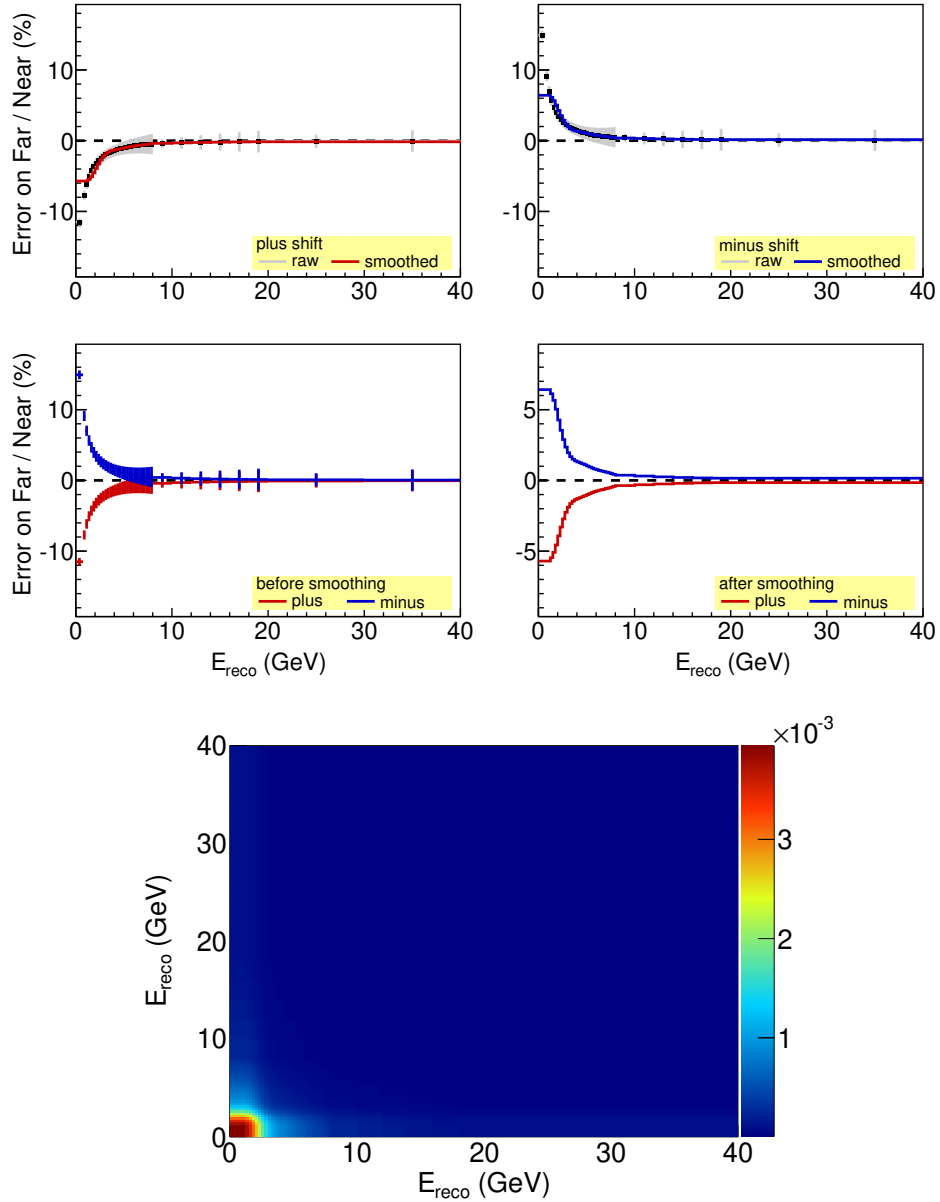 Error on Far / Near (%)
10
0
-10
plus shift
raw smoothed
0 10 20 30 40
10
0
-10
minus shift
raw smoothed
0 10 20 30 40
Error on Far / Near (%)
10
0
-10
before smoothing
plus minus
0 10 20 30 40
E_reco (GeV)
5
0
-5
after smoothing
plus minus
0 10 20 30 40
E_reco (GeV)
×10^-3
40
30
20
10
0
E_reco (GeV)
3
2
1
0 10 20 30 40
E_reco (GeV)